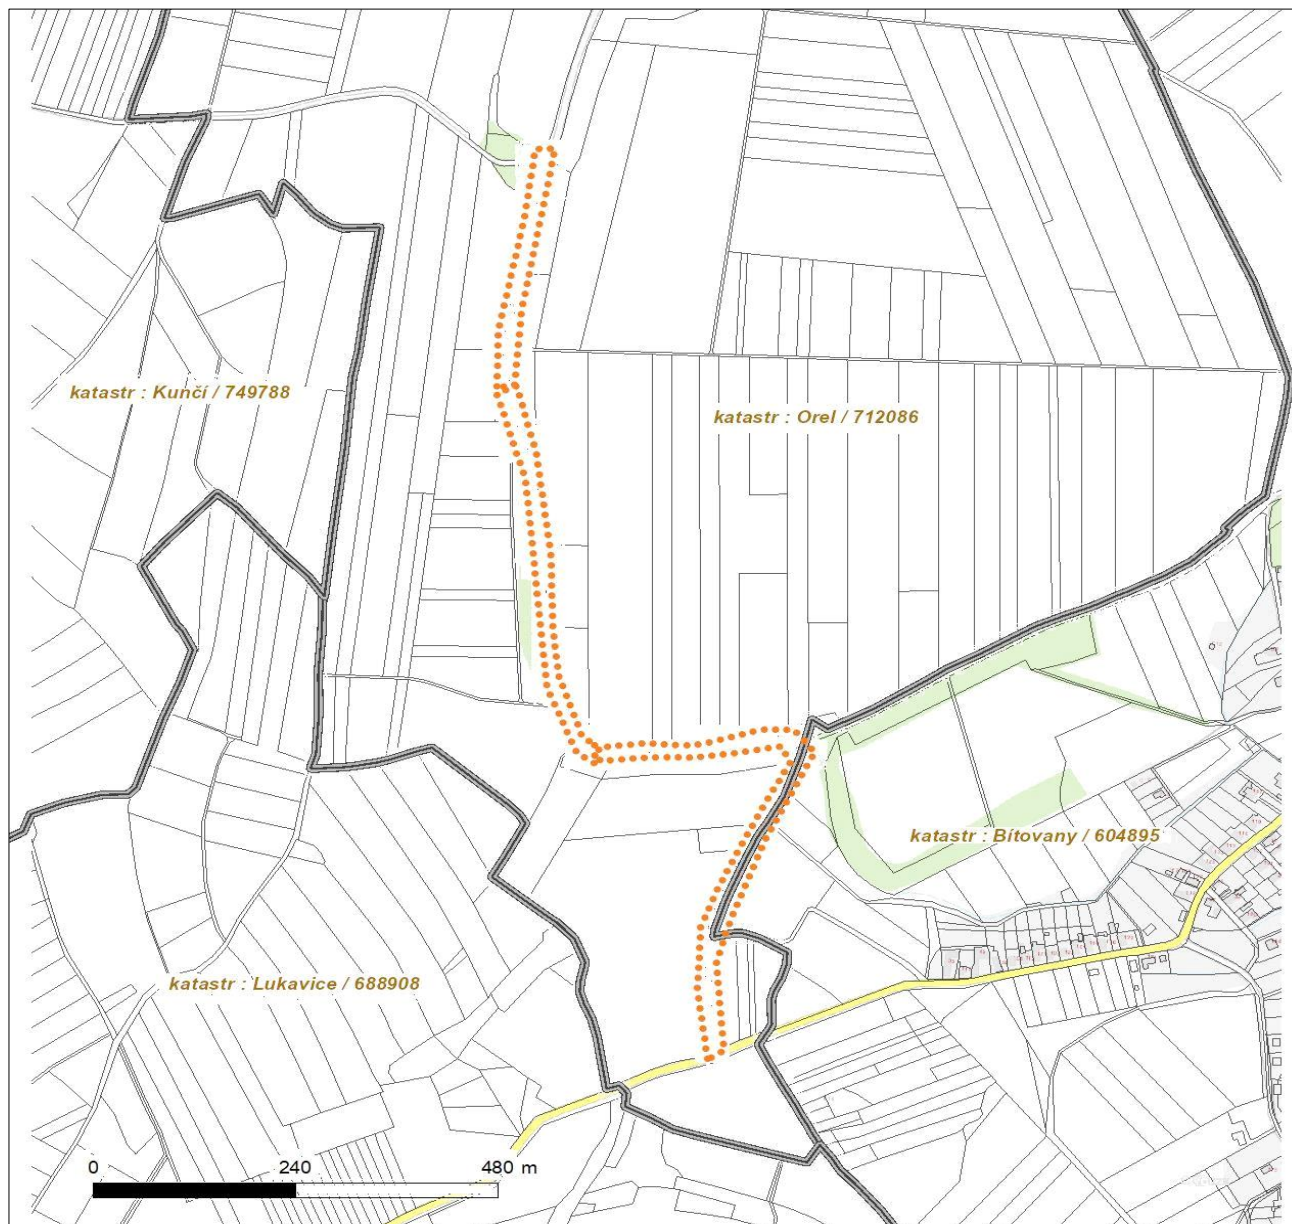 katastr : Kunčí / 749788
katastr : Orel / 712086
katastr : Bítovany / 604895
katastr : Lukavice / 688908
0 240 480 m